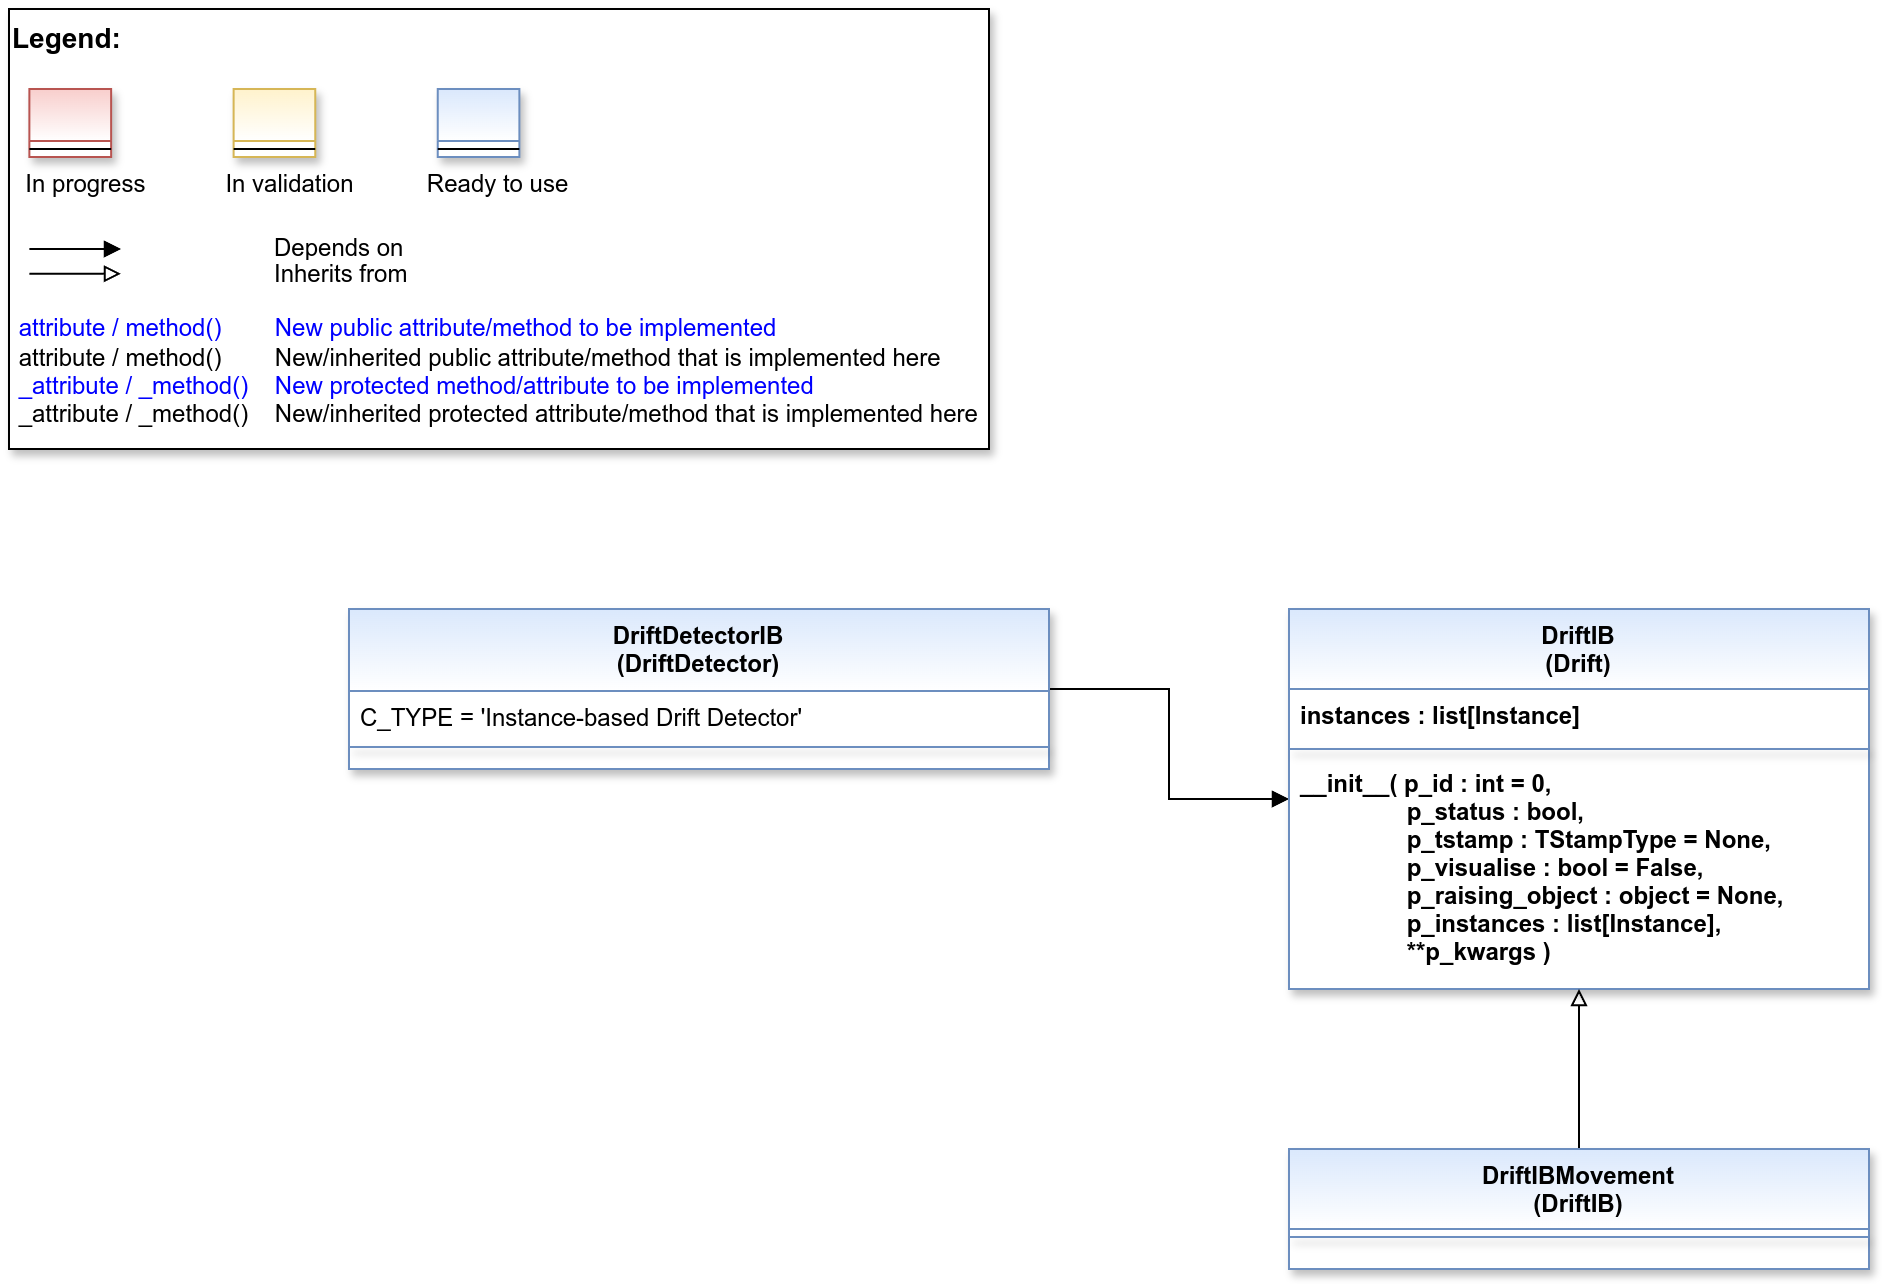 Legend:
In progress
In validation
Ready to use
Depends on
Inherits from
attribute / method() New public attribute/method to be implemented
attribute / method() New/inherited public attribute/method that is implemented here
_attribute / _method() New protected method/attribute to be implemented
_attribute / _method() New/inherited protected attribute/method that is implemented here
DriftDetectorIB
(DriftDetector)
C_TYPE = 'Instance-based Drift Detector'
DriftIB
(Drift)
instances : list[Instance]
__init__( p_id : int = 0,
p_status : bool,
p_tstamp : TStampType = None,
p_visualise : bool = False,
p_raising_object : object = None,
p_instances : list[Instance],
**p_kwargs )
DriftIBMovement
(DriftIB)